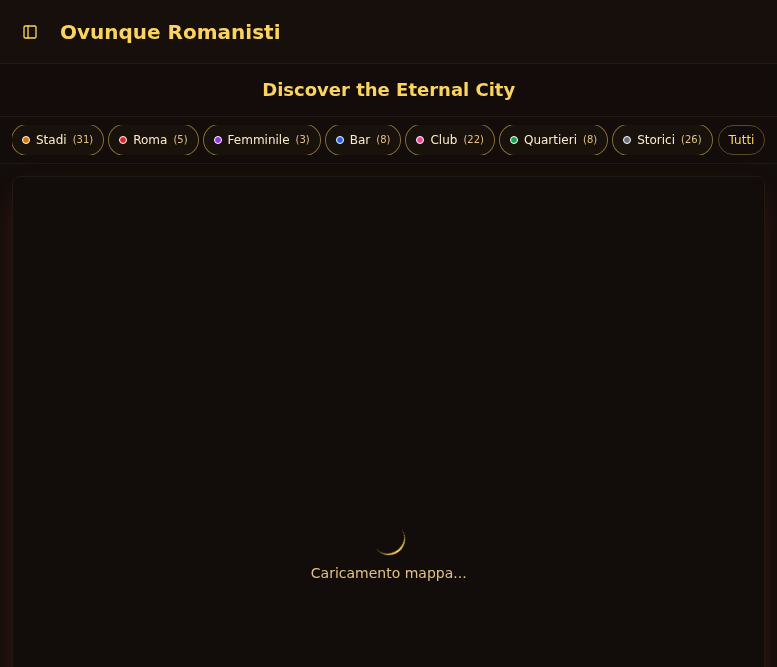 Ovunque Romanisti
Discover the Eternal City
Stadi (31) Roma (5) Femminile (3) Bar (8) Club (22) Quartieri (8) Storici (26) Tutti
Caricamento mappa...